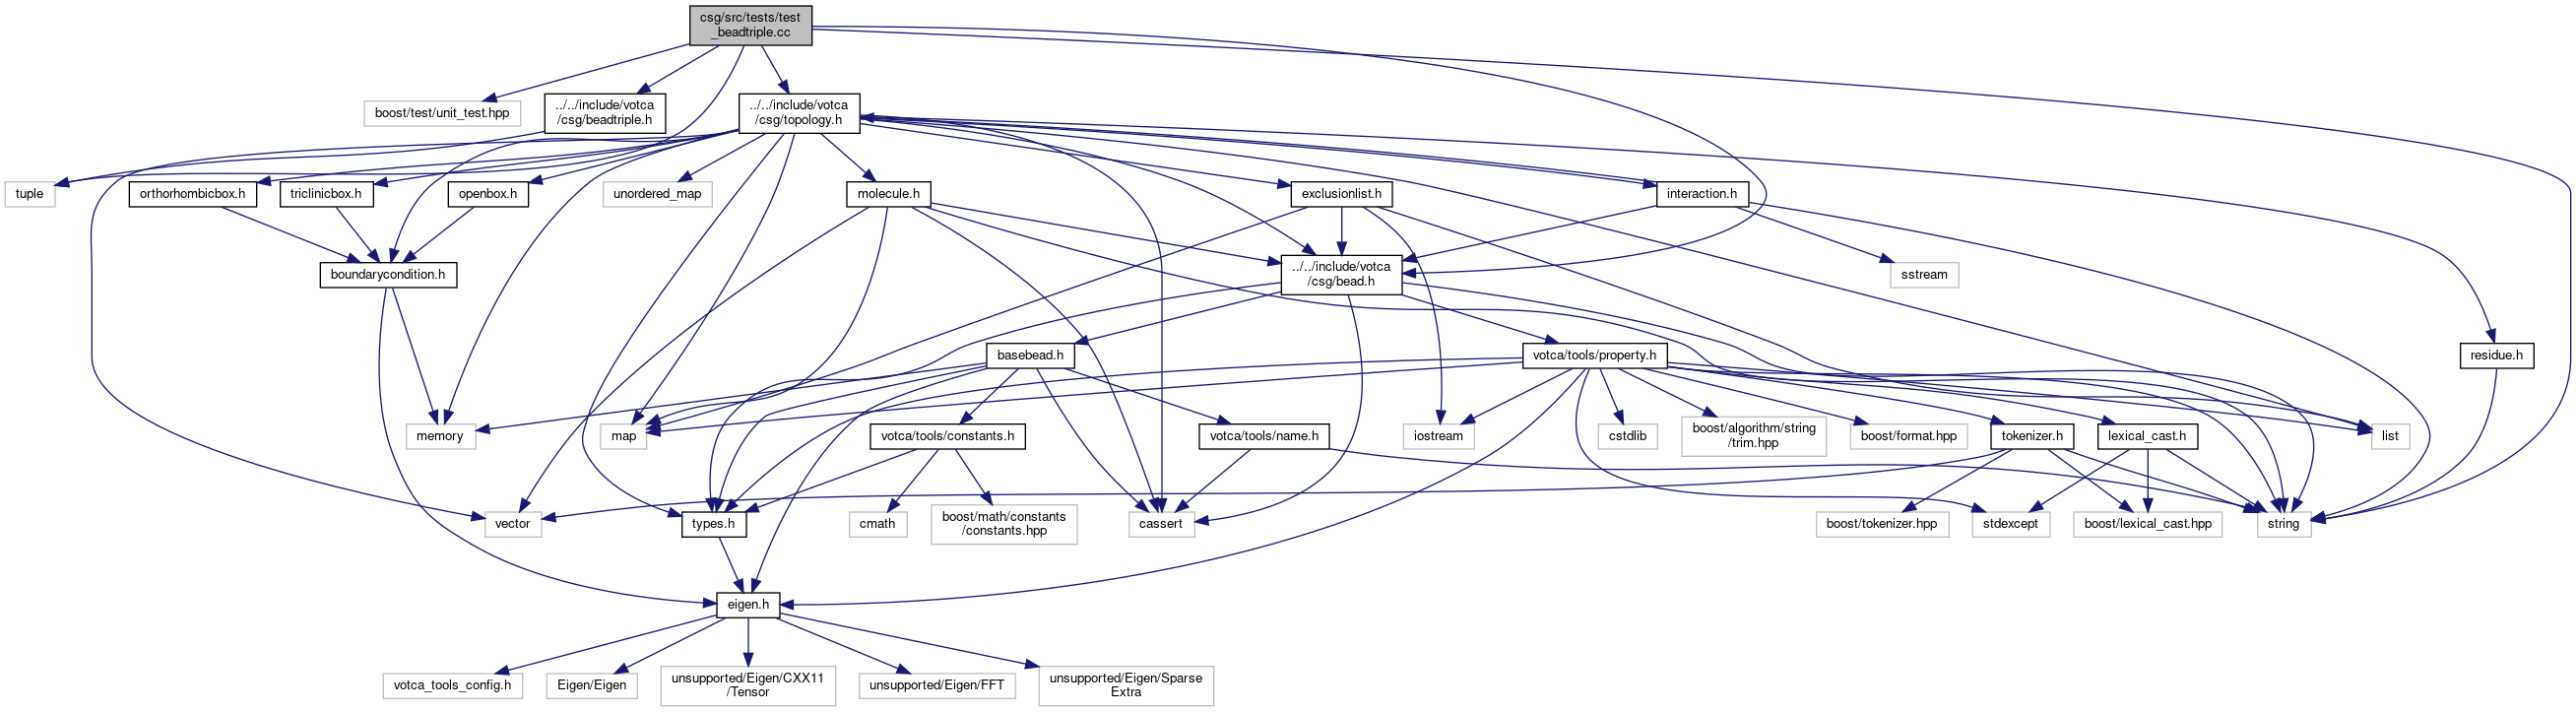 csg/src/tests/test
_beadtriple.cc
boost/test/unit_test.hpp
../../include/votca
/csg/beadtriple.h
../../include/votca
/csg/topology.h
tuple
orthorhombicbox.h
triclinicbox.h
openbox.h
unordered_map
molecule.h
exclusionlist.h
interaction.h
boundarycondition.h
../../include/votca
/csg/bead.h
sstream
basebead.h
votca/tools/property.h
residue.h
memory
map
votca/tools/constants.h
votca/tools/name.h
iostream
cstdlib
boost/algorithm/string
/trim.hpp
boost/format.hpp
tokenizer.h
lexical_cast.h
list
vector
types.h
cmath
boost/math/constants
/constants.hpp
cassert
boost/tokenizer.hpp
stdexcept
boost/lexical_cast.hpp
string
eigen.h
votca_tools_config.h
Eigen/Eigen
unsupported/Eigen/CXX11
/Tensor
unsupported/Eigen/FFT
unsupported/Eigen/Sparse
Extra